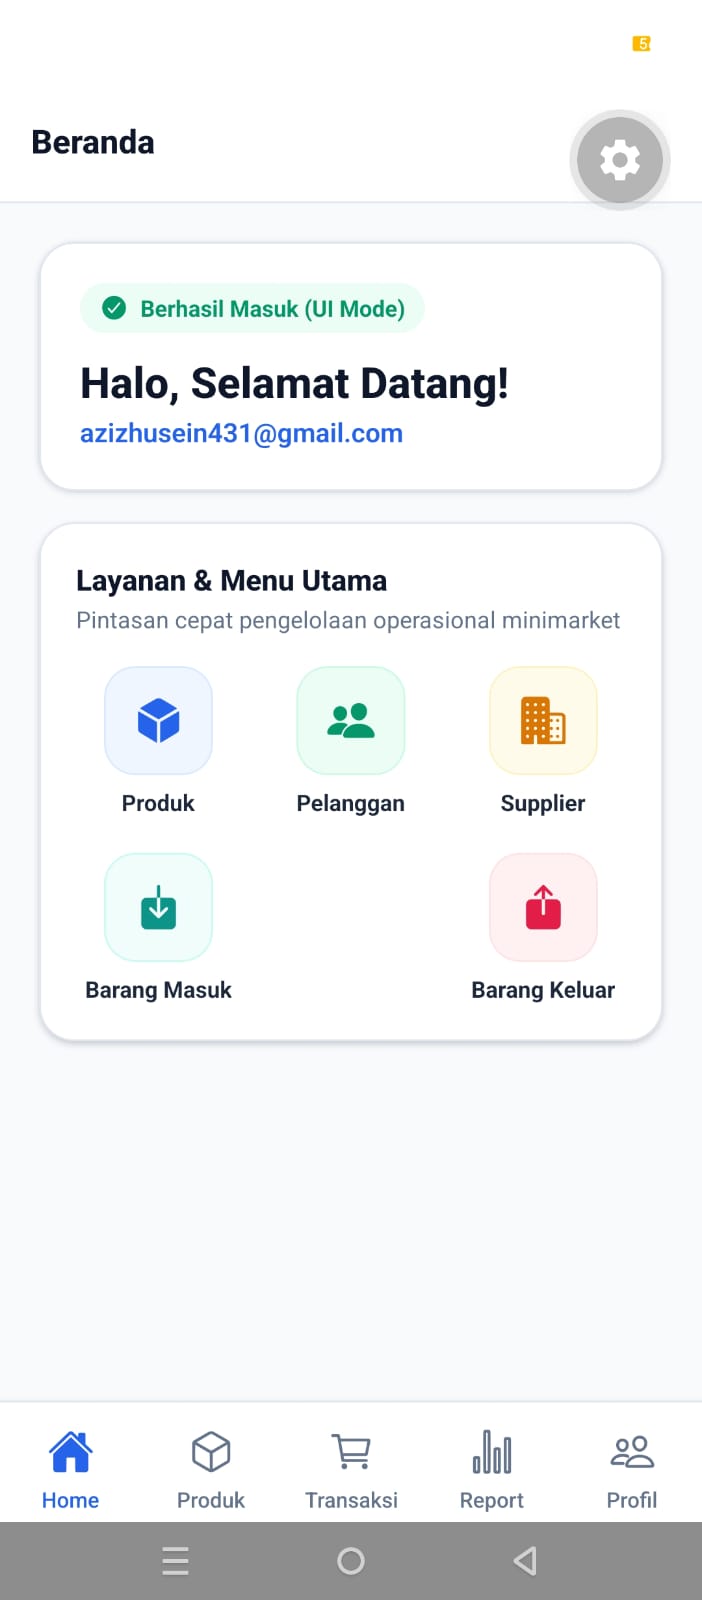 Beranda
Berhasil Masuk (UI Mode)
Halo, Selamat Datang!
azizhusein431@gmail.com
Layanan & Menu Utama
Pintasan cepat pengelolaan operasional minimarket
Produk
Pelanggan
Supplier
Barang Masuk
Barang Keluar
Home
Produk
Transaksi
Report
Profil